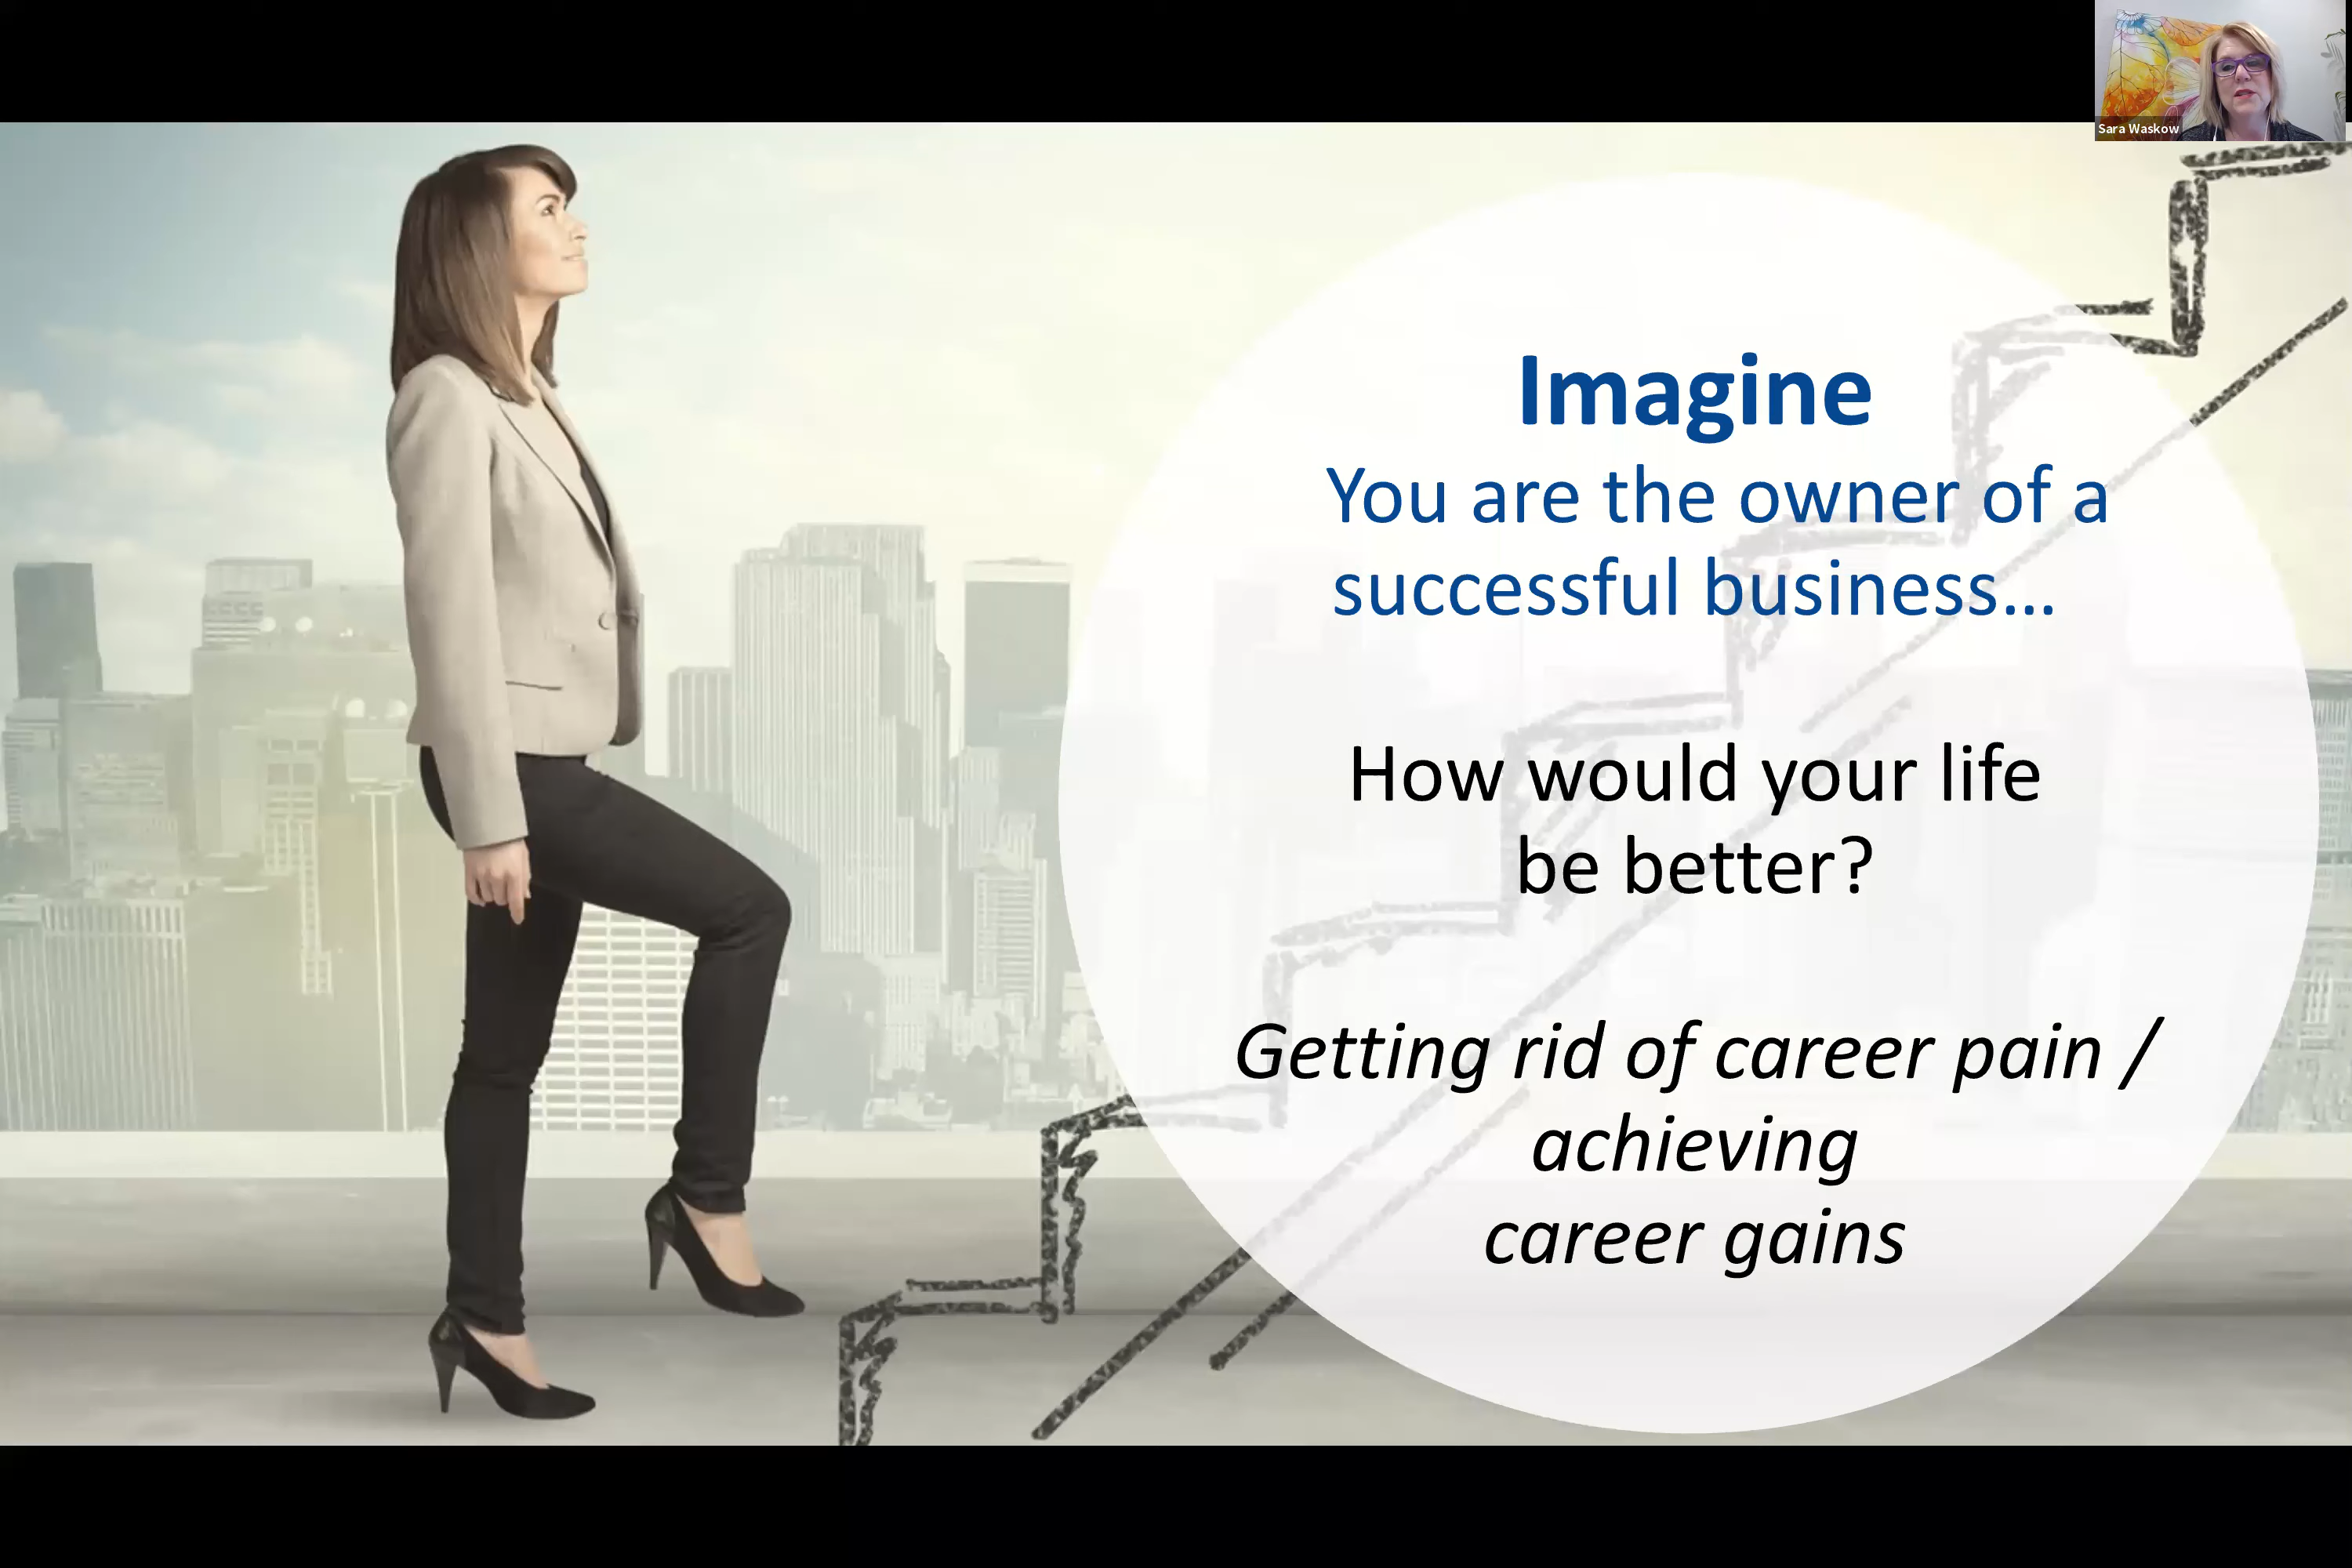 Sara Waskow
Imagine
You are the owner of a
successful business...
How would your life
be better?
Getting rid of career pain /
achieving
career gains